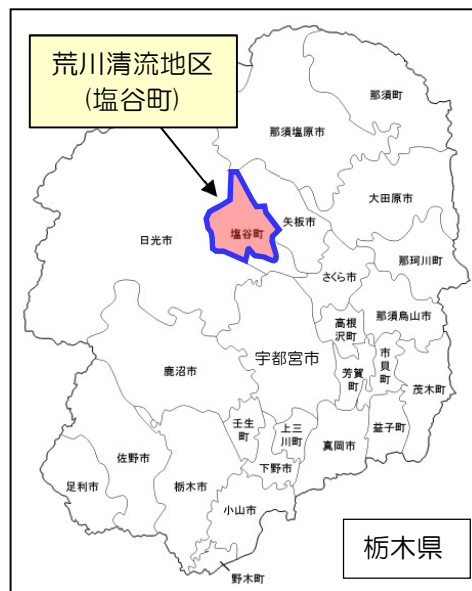 荒川清流地区
(塩谷町)
那須町
那須塩原市
大田原市
矢板市
日光市
塩谷町
那珂川町
さくら市
那須烏山市
高根
沢町
宇都宮市
市
貝
町
芳賀
町
茂木町
鹿沼市
壬生
町
上三
川町
真岡市
益子町
下野市
佐野市
足利市
栃木市
小山市
野木町
栃木県